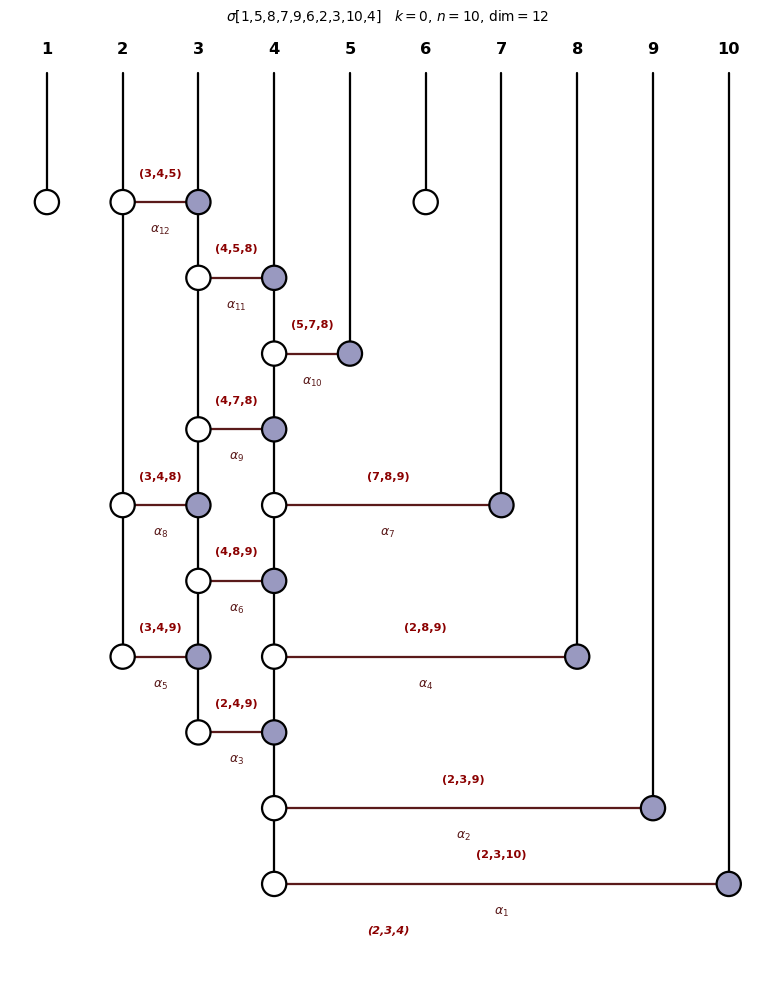 σ[1,5,8,7,9,6,2,3,10,4] k=0, n=10, dim=12
1 2 3 4 5 6 7 8 9 10
(3,4,5)
α₁₂
(4,5,8)
α₁₁
(5,7,8)
α₁₀
(4,7,8)
α₉
(3,4,8) (7,8,9)
α₈ α₇
(4,8,9)
α₆
(3,4,9) (2,8,9)
α₅ α₄
(2,4,9)
α₃
(2,3,9)
α₂
(2,3,10)
α₁
(2,3,4)